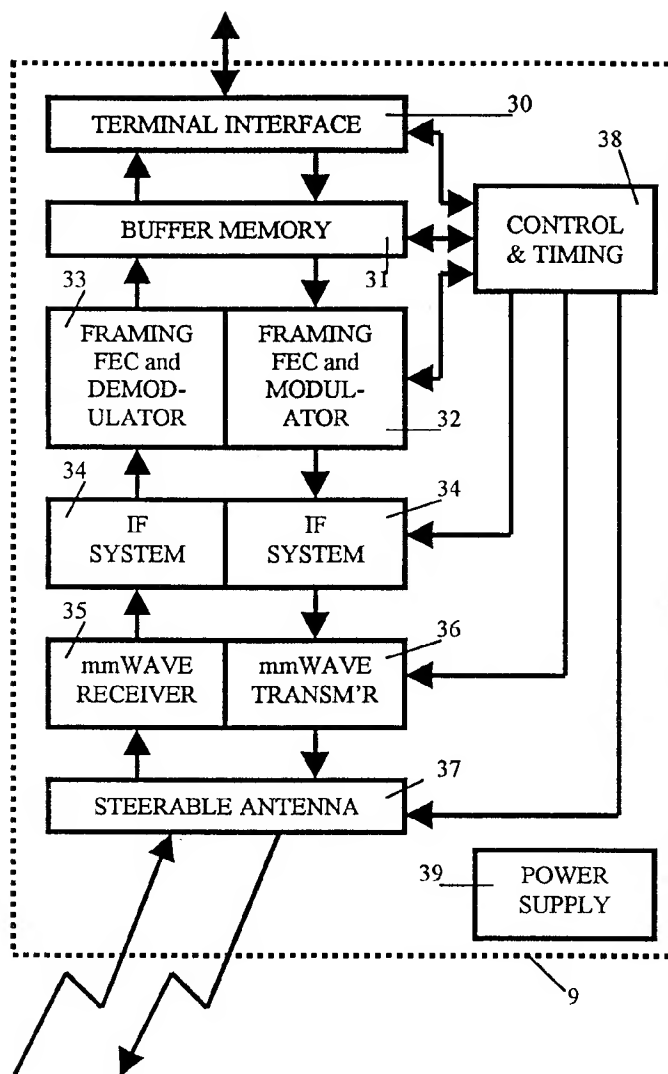 30
TERMINAL INTERFACE
38
CONTROL
& TIMING
BUFFER MEMORY
31
33
FRAMING
FEC and
DEMOD-
ULATOR
FRAMING
FEC and
MODUL-
ATOR
32
34
IF
SYSTEM
34
IF
SYSTEM
35
mmWAVE
RECEIVER
36
mmWAVE
TRANSM'R
37
STEERABLE ANTENNA
39
POWER
SUPPLY
9